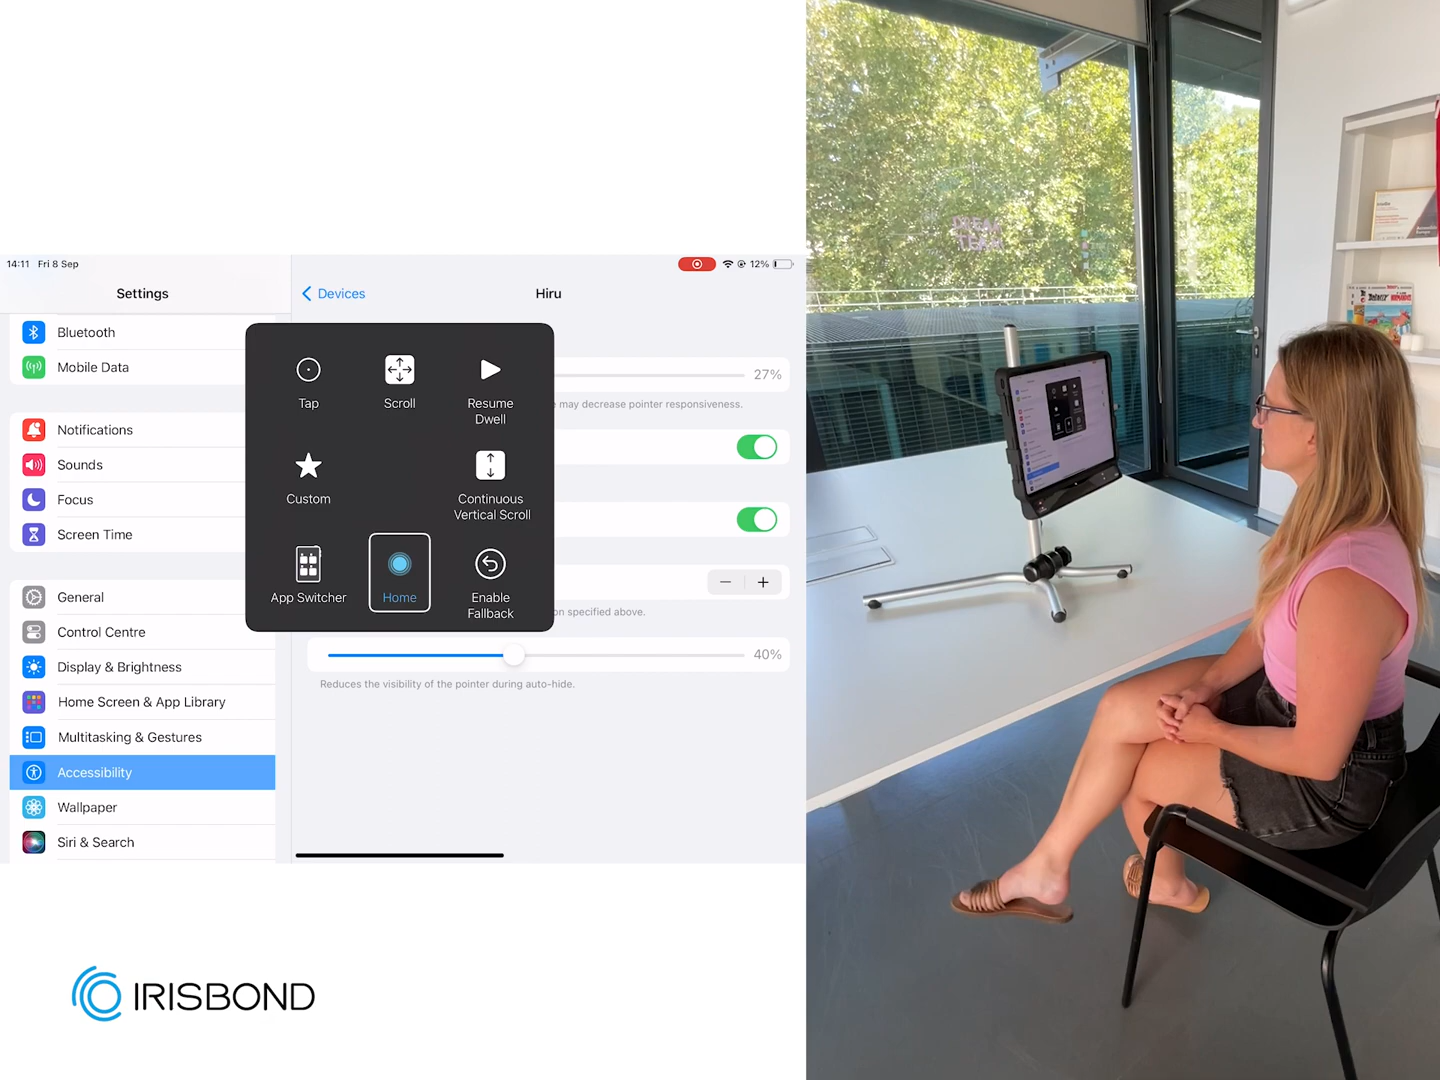 14:11 Fri 8 Sep
12%
Settings
Devices
Hiru
Bluetooth
Mobile Data
Notifications
Sounds
Focus
Screen Time
General
Control Centre
Display & Brightness
Home Screen & App Library
Multitasking & Gestures
Accessibility
Wallpaper
Siri & Search
Tap
Scroll
Resume
Dwell
Custom
Continuous
Vertical Scroll
App Switcher
Home
Enable
Fallback
27%
may decrease pointer responsiveness.
on specified above.
40%
Reduces the visibility of the pointer during auto-hide.
IRISBOND
DREAM
TEAM
Asterix